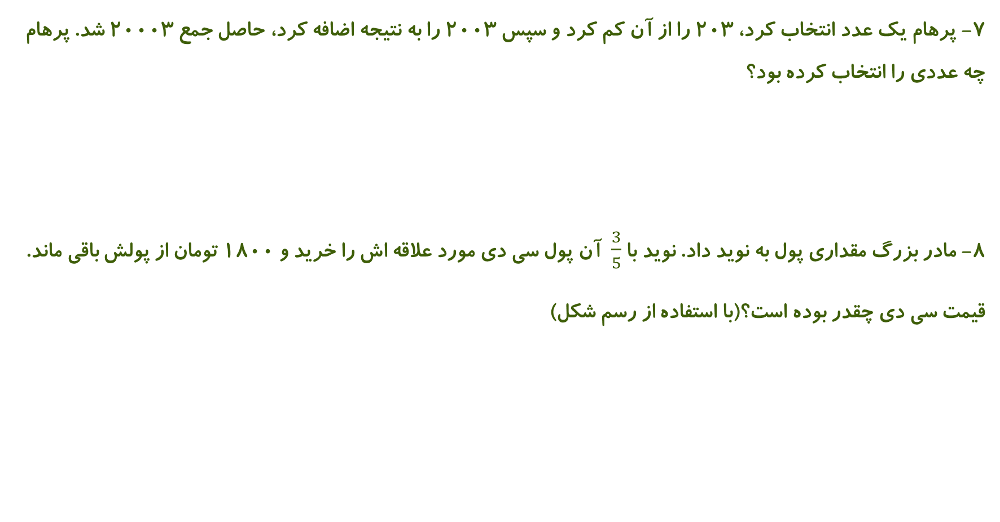 ۷- پرهام یک عدد انتخاب کرد، ۲۰۳ را از آن کم کرد و سپس ۲۰۰۳ را به نتیجه اضافه کرد، حاصل جمع ۲۰۰۰۳ شد. پرهام
چه عددی را انتخاب کرده بود؟
۸- مادر بزرگ مقداری پول به نوید داد. نوید با 3/5 آن پول سی دی مورد علاقه اش را خرید و ۱۸۰۰ تومان از پولش باقی ماند.
قیمت سی دی چقدر بوده است؟(با استفاده از رسم شکل)